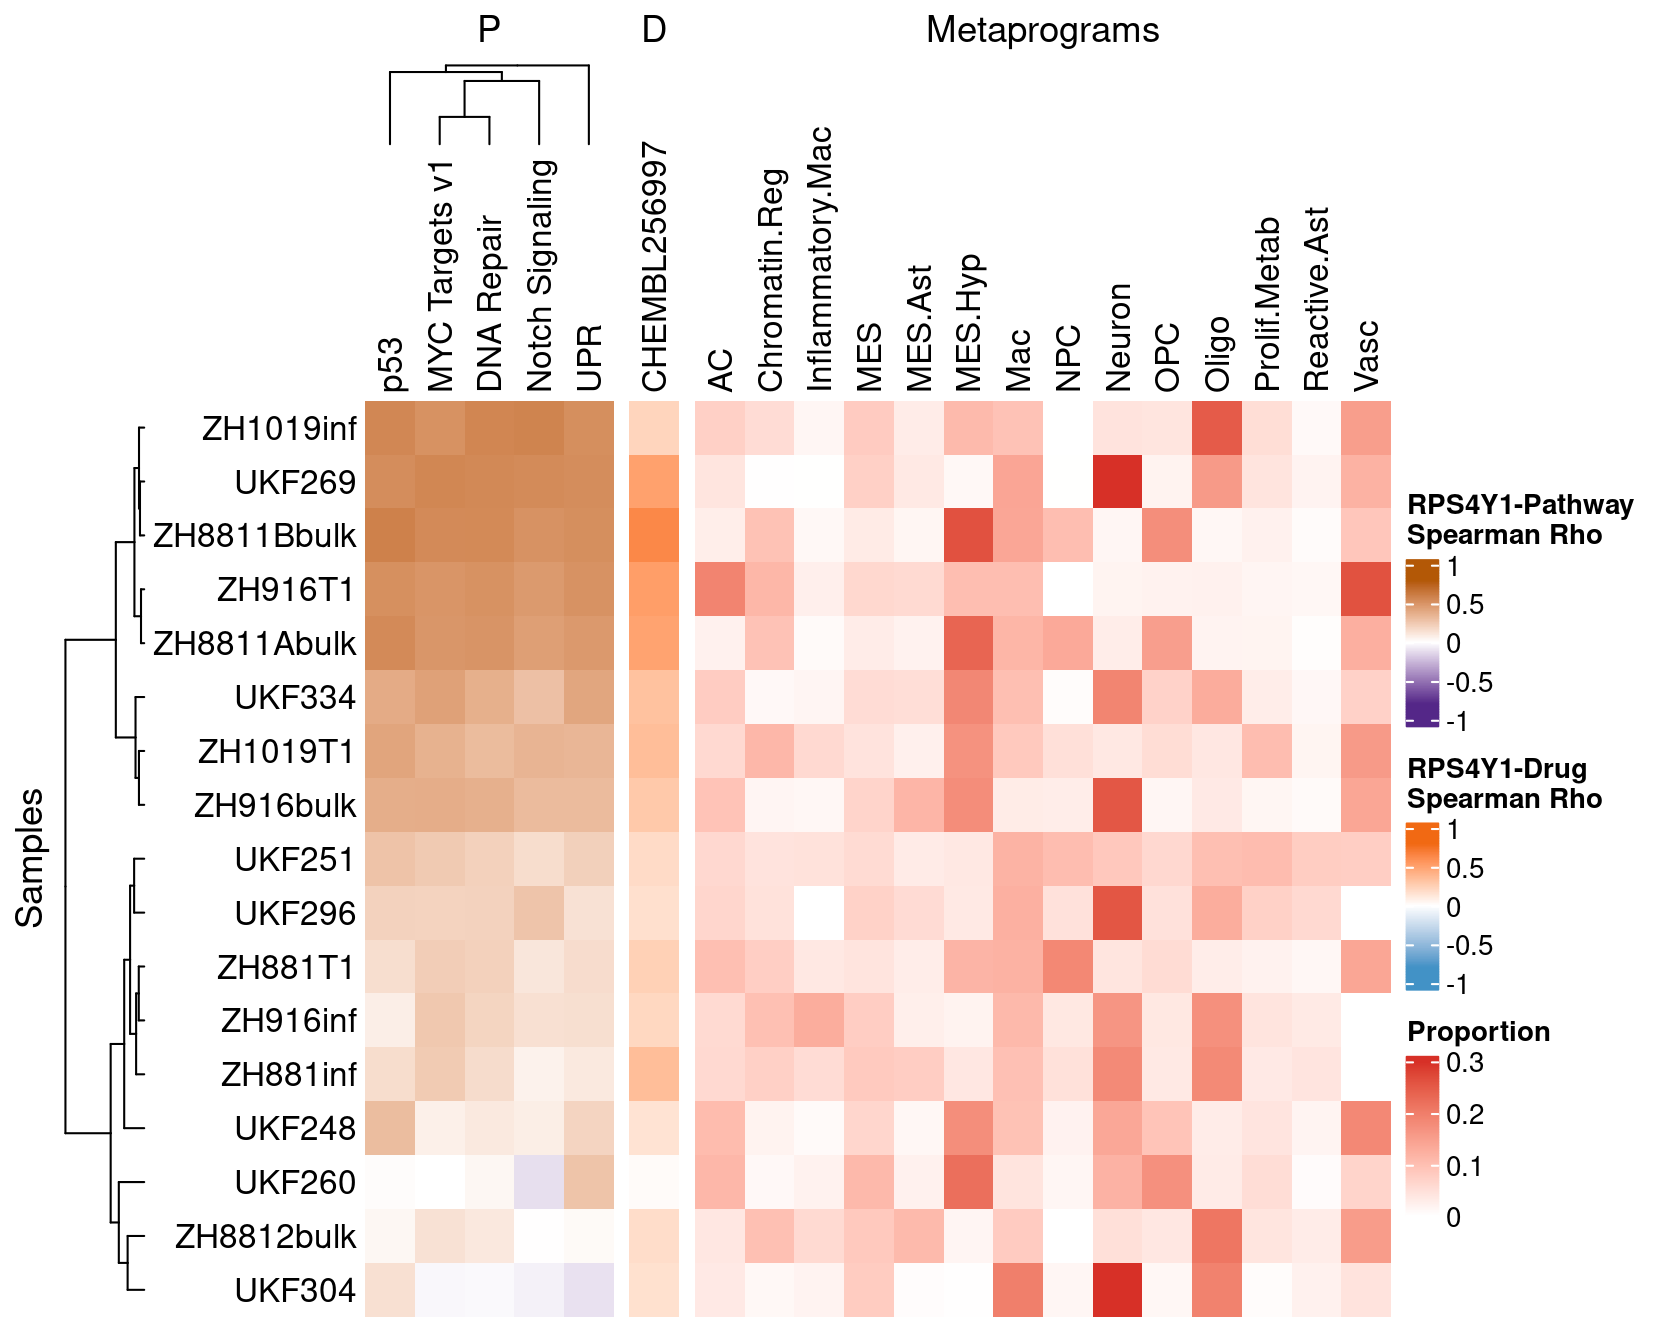 P
D
Metaprograms
p53
MYC Targets v1
DNA Repair
Notch Signaling
UPR
CHEMBL256997
AC
Chromatin.Reg
Inflammatory.Mac
MES
MES.Ast
MES.Hyp
Mac
NPC
Neuron
OPC
Oligo
Prolif.Metab
Reactive.Ast
Vasc
Samples
ZH1019inf
UKF269
ZH8811Bbulk
ZH916T1
ZH8811Abulk
UKF334
ZH1019T1
ZH916bulk
UKF251
UKF296
ZH881T1
ZH916inf
ZH881inf
UKF248
UKF260
ZH8812bulk
UKF304
RPS4Y1-Pathway
Spearman Rho
1
0.5
0
-0.5
-1
RPS4Y1-Drug
Spearman Rho
1
0.5
0
-0.5
-1
Proportion
0.3
0.2
0.1
0